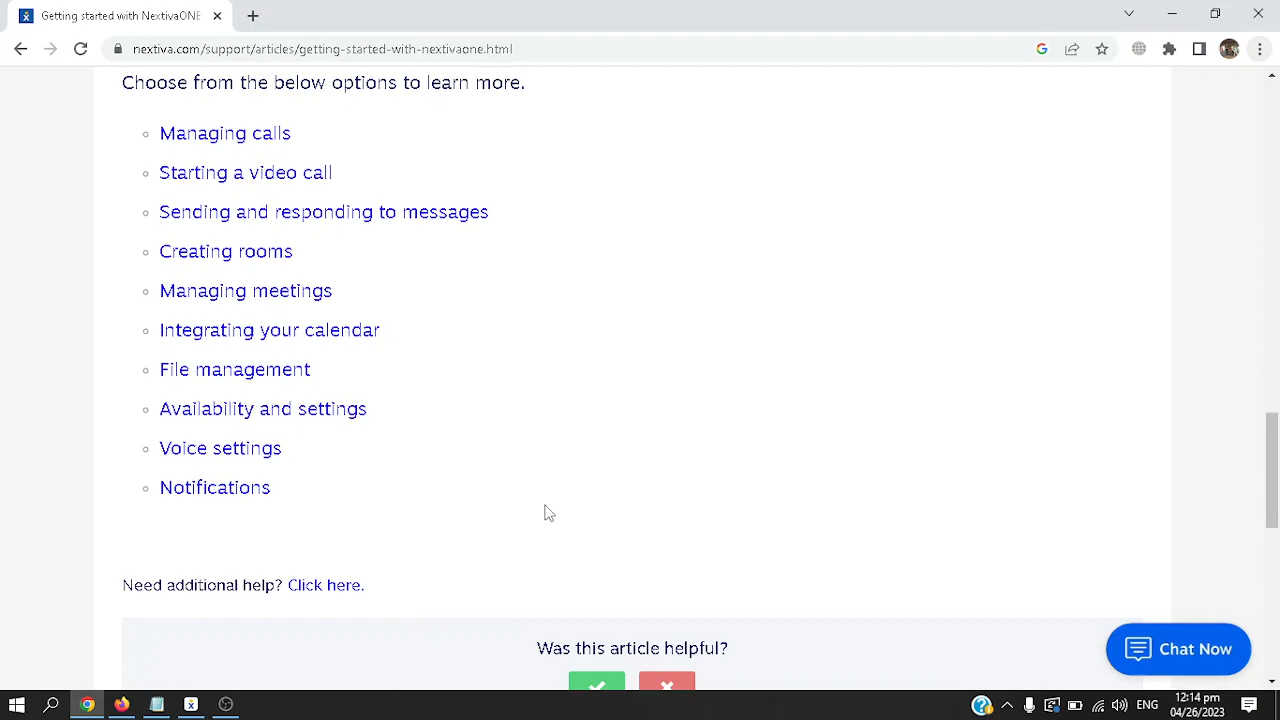 Getting started with NextivaONE
nextiva.com/support/articles/getting-started-with-nextivaone.html
Choose from the below options to learn more.
Managing calls
Starting a video call
Sending and responding to messages
Creating rooms
Managing meetings
Integrating your calendar
File management
Availability and settings
Voice settings
Notifications
Need additional help? Click here.
Was this article helpful?
Chat Now
ENG
12:14 pm
04/26/2023